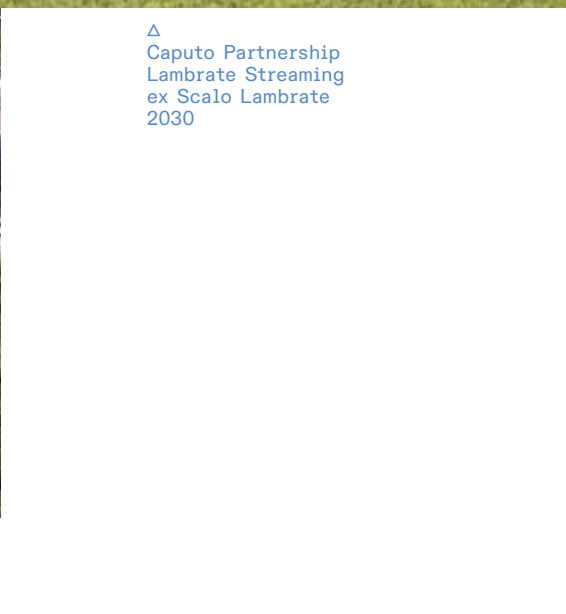 △
Caputo Partnership
Lambrate Streaming
ex Scalo Lambrate
2030